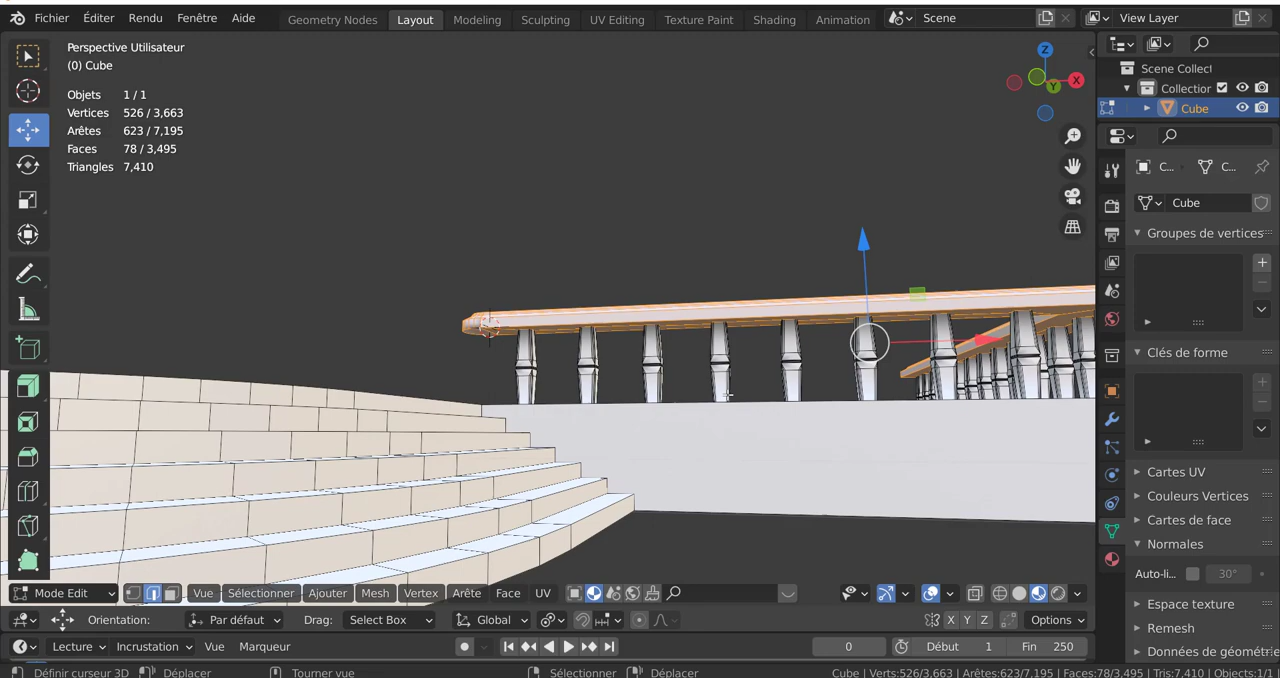 Fichier Éditer Rendu Fenêtre Aide Geometry Nodes Layout Modeling Sculpting UV Editing Texture Paint Shading Animation Scene View Layer
Perspective Utilisateur
(0) Cube
Objets 1 / 1
Vertices 526 / 3,663
Arêtes 623 / 7,195
Faces 78 / 3,495
Triangles 7,410
Z
X
Y
Scene Collect
Collection
Cube
C...
C...
Cube
Groupes de vertices
Clés de forme
Cartes UV
Couleurs Vertices
Cartes de face
Normales
Auto-li... 30°
Espace texture
Remesh
Données de géométrie
Mode Edit Vue Sélectionner Ajouter Mesh Vertex Arête Face UV
Orientation: Par défaut Drag: Select Box Global X Y Z Options
Lecture Incrustation Vue Marqueur 0 Début 1 Fin 250
Définir curseur 3D Déplacer Tourner vue Sélectionner Déplacer Cube | Verts:526/3,663 | Arêtes:623/7,195 | Faces:78/3,495 | Tris:7,410 | Objects:1/1